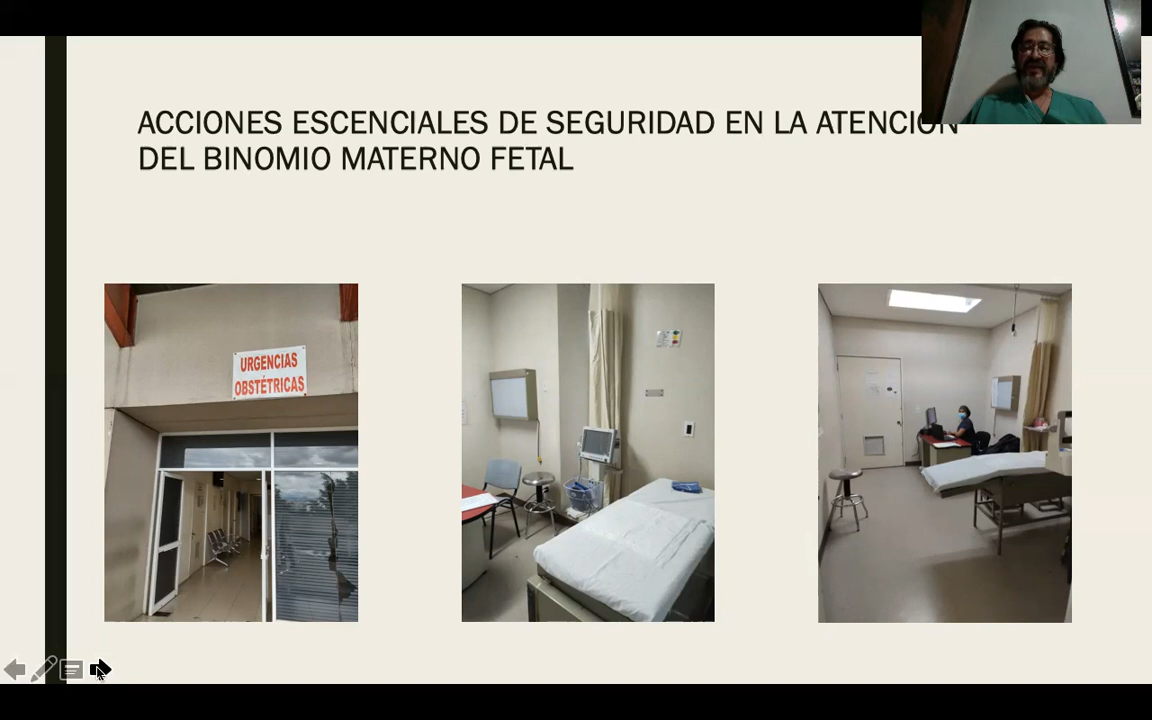 ACCIONES ESCENCIALES DE SEGURIDAD EN LA ATENCION
DEL BINOMIO MATERNO FETAL
URGENCIAS
OBSTÉTRICAS